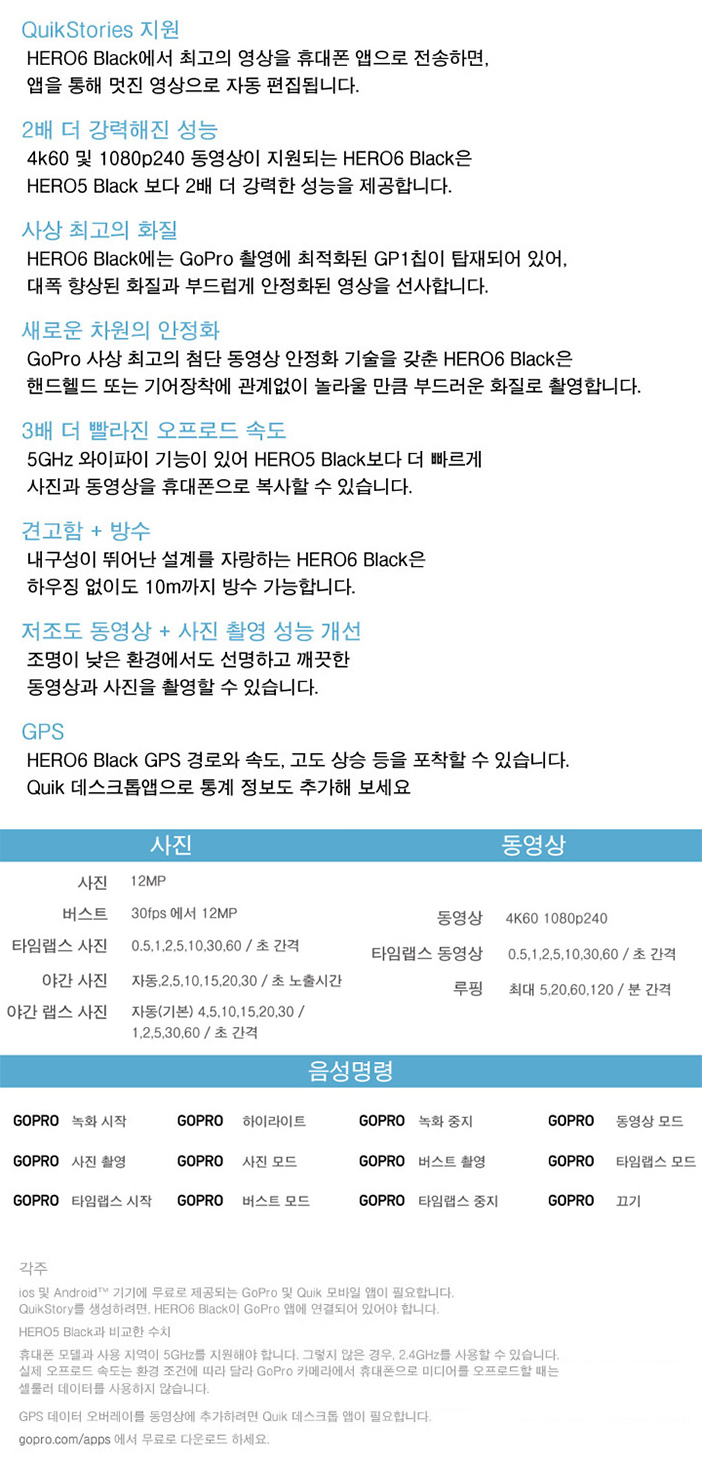 QuikStories 지원
HERO6 Black에서 최고의 영상을 휴대폰 앱으로 전송하면,
앱을 통해 멋진 영상으로 자동 편집됩니다.
2배 더 강력해진 성능
4k60 및 1080p240 동영상이 지원되는 HERO6 Black은
HERO5 Black 보다 2배 더 강력한 성능을 제공합니다.
사상 최고의 화질
HERO6 Black에는 GoPro 촬영에 최적화된 GP1칩이 탑재되어 있어,
대폭 향상된 화질과 부드럽게 안정화된 영상을 선사합니다.
새로운 차원의 안정화
GoPro 사상 최고의 첨단 동영상 안정화 기술을 갖춘 HERO6 Black은
핸드헬드 또는 기어장착에 관계없이 놀라울 만큼 부드러운 화질로 촬영합니다.
3배 더 빨라진 오프로드 속도
5GHz 와이파이 기능이 있어 HERO5 Black보다 더 빠르게
사진과 동영상을 휴대폰으로 복사할 수 있습니다.
견고함 + 방수
내구성이 뛰어난 설계를 자랑하는 HERO6 Black은
하우징 없이도 10m까지 방수 가능합니다.
저조도 동영상 + 사진 촬영 성능 개선
조명이 낮은 환경에서도 선명하고 깨끗한
동영상과 사진을 촬영할 수 있습니다.
GPS
HERO6 Black GPS 경로와 속도, 고도 상승 등을 포착할 수 있습니다.
Quik 데스크톱앱으로 통계 정보도 추가해 보세요
사진
사진 12MP
버스트 30fps 에서 12MP
타임랩스 사진 0.5,1,2,5,10,30,60 / 초 간격
야간 사진 자동,2,5,10,15,20,30 / 초 노출시간
야간 랩스 사진 자동(기본) 4,5,10,15,20,30 /
1,2,5,30,60 / 초 간격
동영상
동영상 4K60 1080p240
타임랩스 동영상 0.5,1,2,5,10,30,60 / 초 간격
루핑 최대 5,20,60,120 / 분 간격
음성명령
GOPRO 녹화 시작 GOPRO 하이라이트 GOPRO 녹화 중지 GOPRO 동영상 모드
GOPRO 사진 촬영 GOPRO 사진 모드 GOPRO 버스트 촬영 GOPRO 타임랩스 모드
GOPRO 타임랩스 시작 GOPRO 버스트 모드 GOPRO 타임랩스 중지 GOPRO 끄기
각주
ios 및 Android™ 기기에 무료로 제공되는 GoPro 및 Quik 모바일 앱이 필요합니다.
QuikStory를 생성하려면, HERO6 Black이 GoPro 앱에 연결되어 있어야 합니다.
HERO5 Black과 비교한 수치
휴대폰 모델과 사용 지역이 5GHz를 지원해야 합니다. 그렇지 않은 경우, 2.4GHz를 사용할 수 있습니다.
실제 오프로드 속도는 환경 조건에 따라 달라 GoPro 카메라에서 휴대폰으로 미디어를 오프로드할 때는
셀룰러 데이터를 사용하지 않습니다.
GPS 데이터 오버레이를 동영상에 추가하려면 Quik 데스크톱 앱이 필요합니다.
gopro.com/apps 에서 무료로 다운로드 하세요.